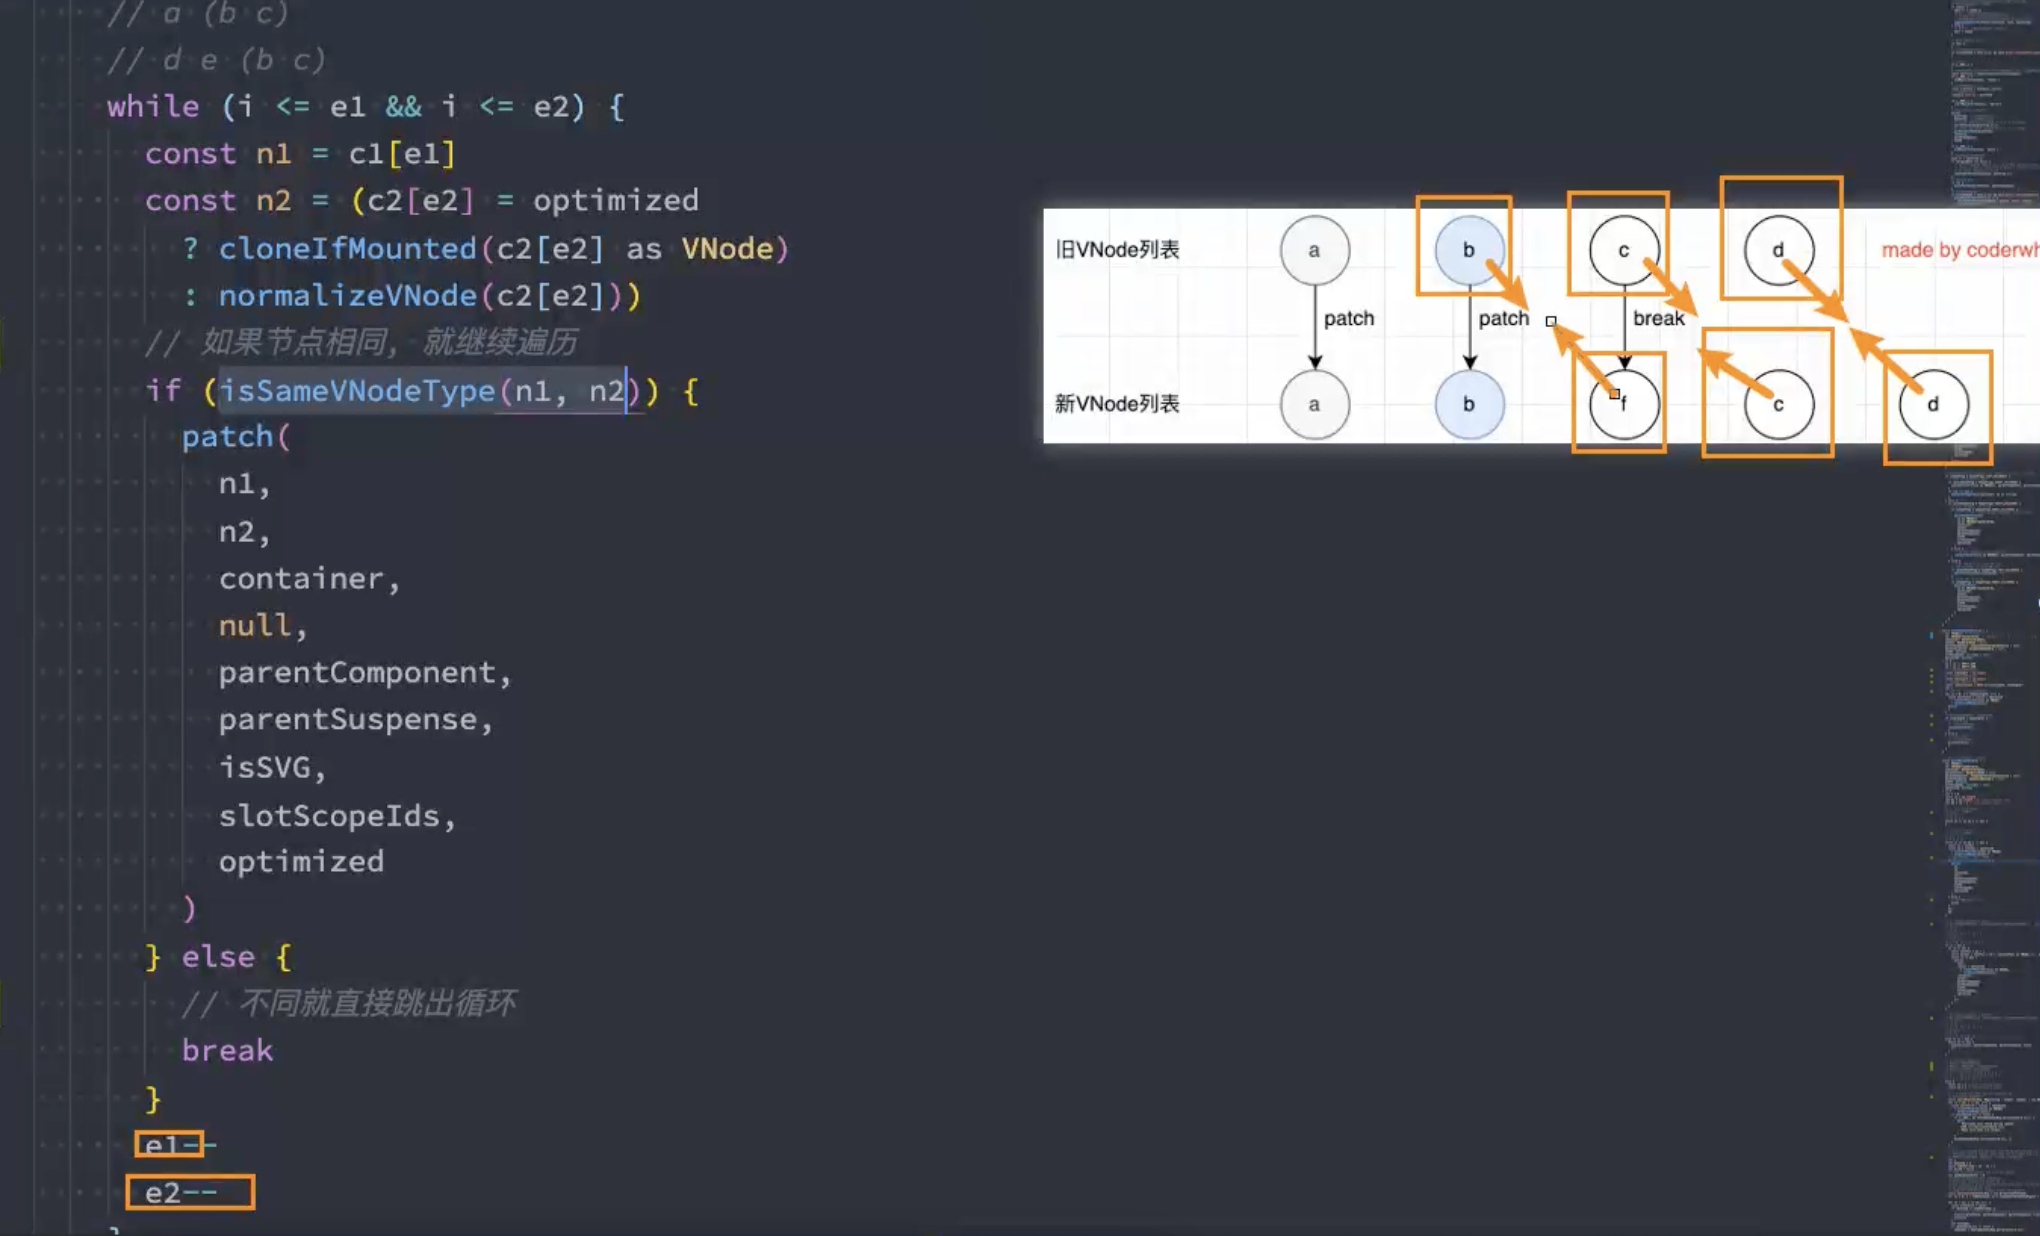 // a (b c)
// d e (b c)
while (i <= e1 && i <= e2) {
const n1 = c1[e1]
const n2 = (c2[e2] = optimized
? cloneIfMounted(c2[e2] as VNode)
: normalizeVNode(c2[e2]))
// 如果节点相同，就继续遍历
if (isSameVNodeType(n1, n2)) {
patch(
n1,
n2,
container,
null,
parentComponent,
parentSuspense,
isSVG,
slotScopeIds,
optimized
)
} else {
// 不同就直接跳出循环
break
}
e1--
e2--
旧VNode列表 a b c d made by coderwh
patch patch break
新VNode列表 a b f c d